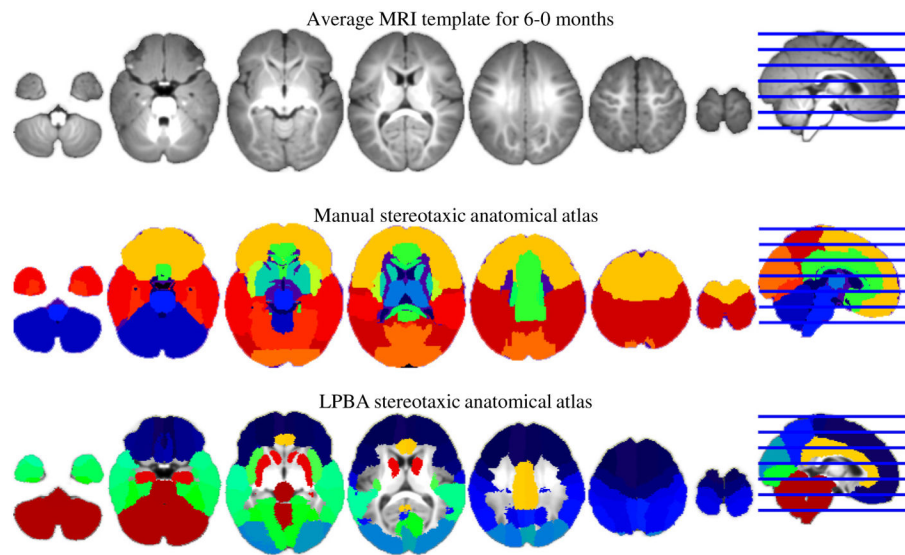 Average MRI template for 6-0 months
Manual stereotaxic anatomical atlas
LPBA stereotaxic anatomical atlas